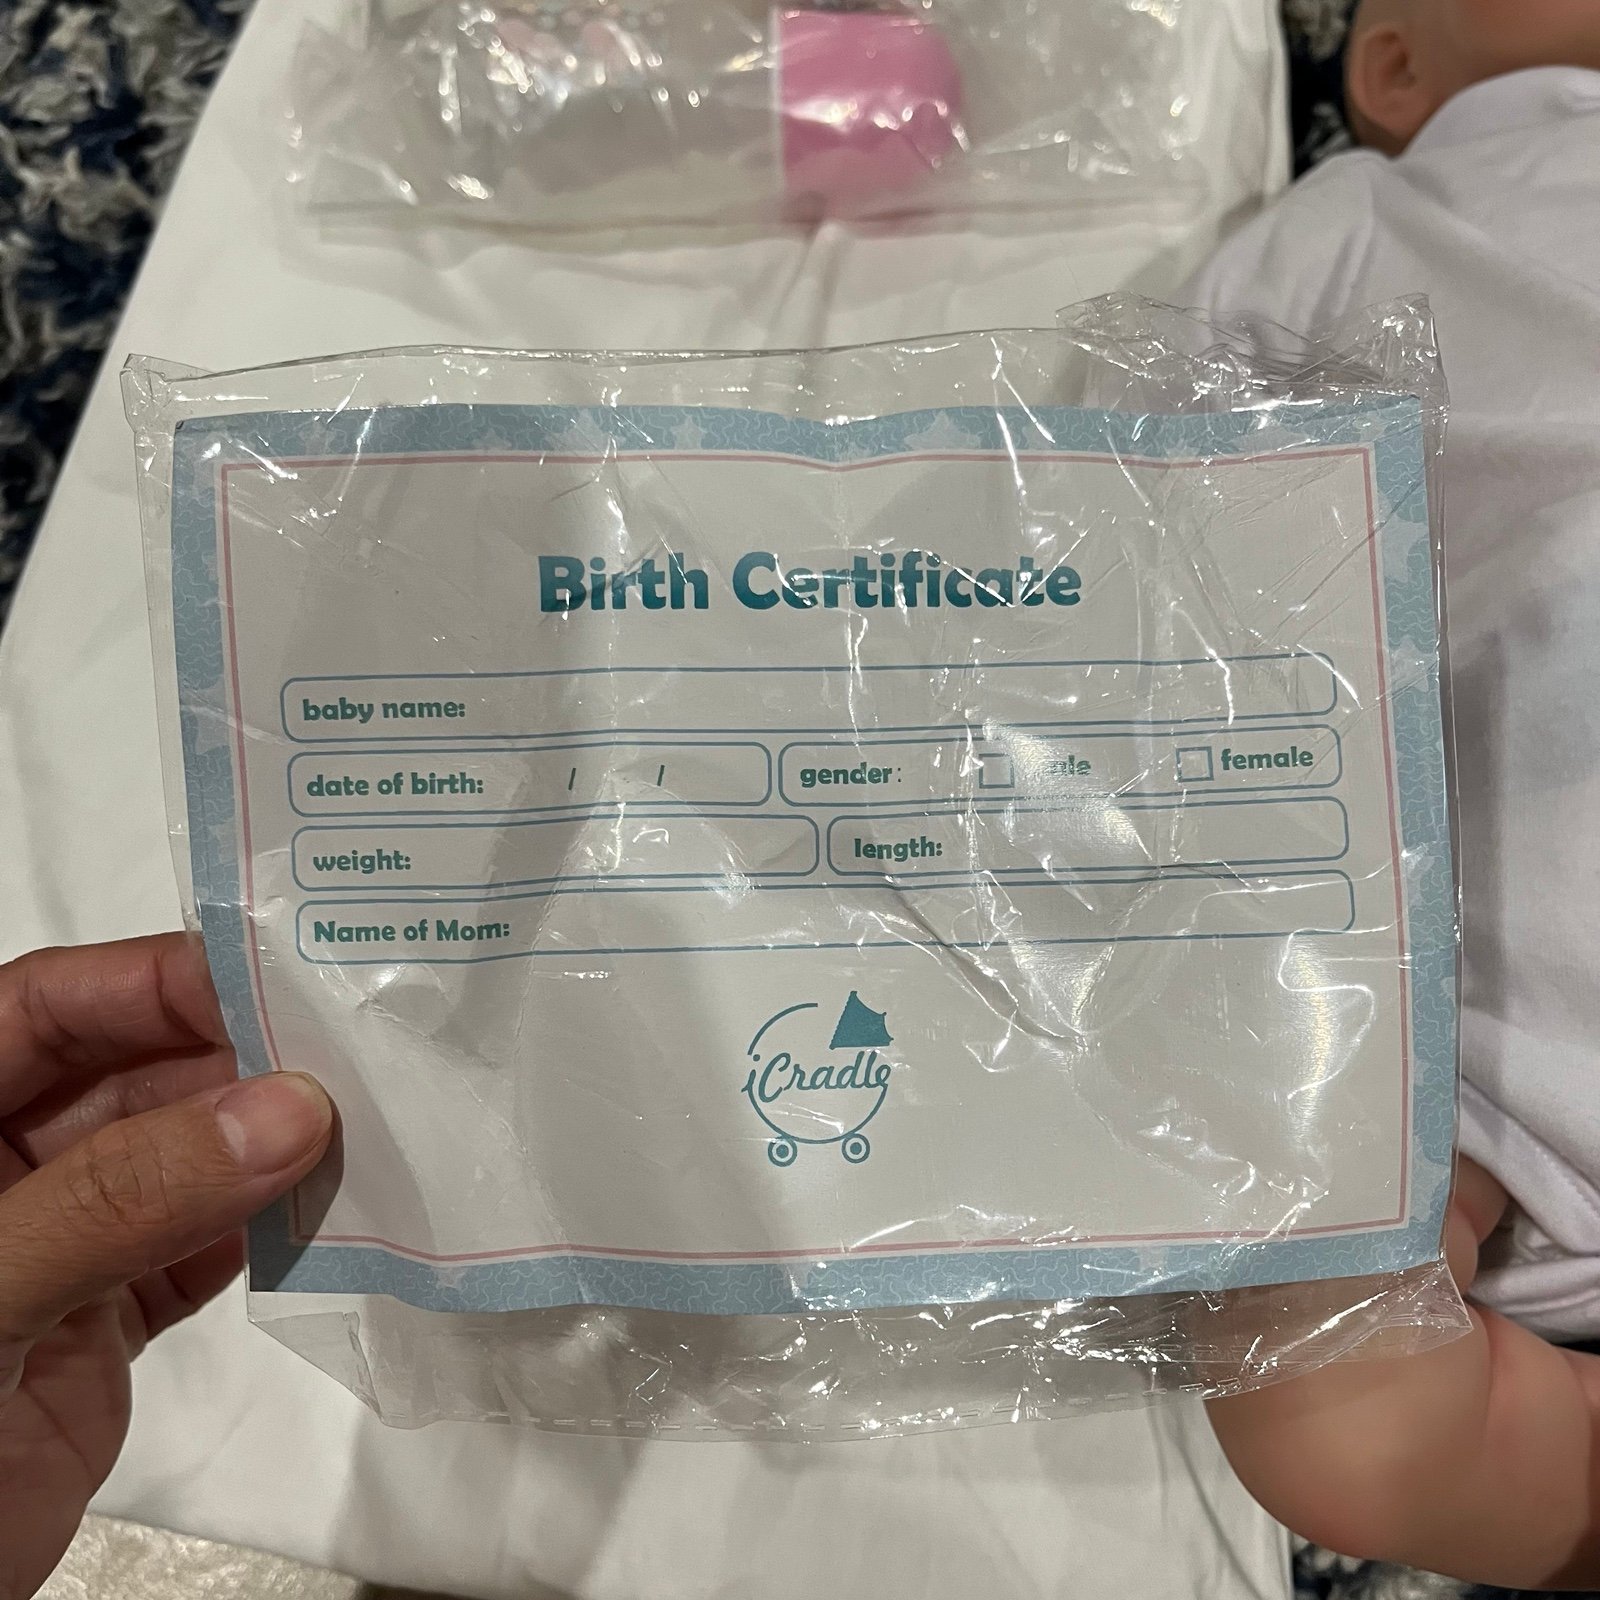 Birth Certificate
baby name:
date of birth: / /
gender: female
weight:
length:
Name of Mom:
iCradle